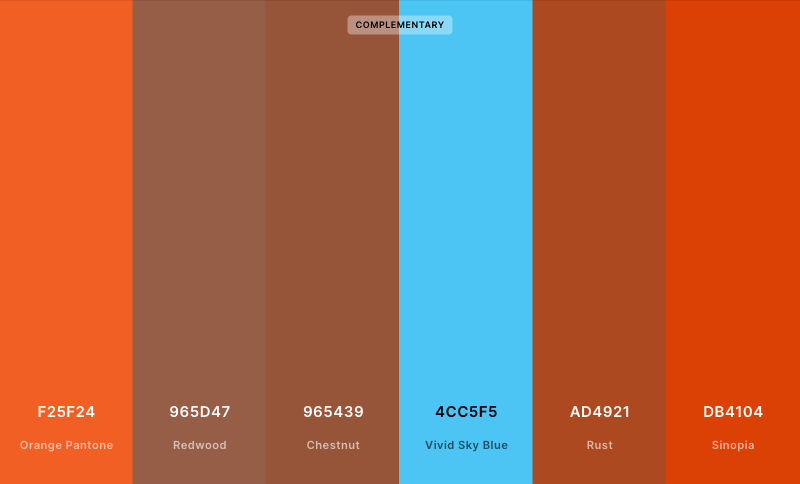 COMPLEMENTARY
F25F24 965D47 965439 4CC5F5 AD4921 DB4104
Orange Pantone Redwood Chestnut Vivid Sky Blue Rust Sinopia